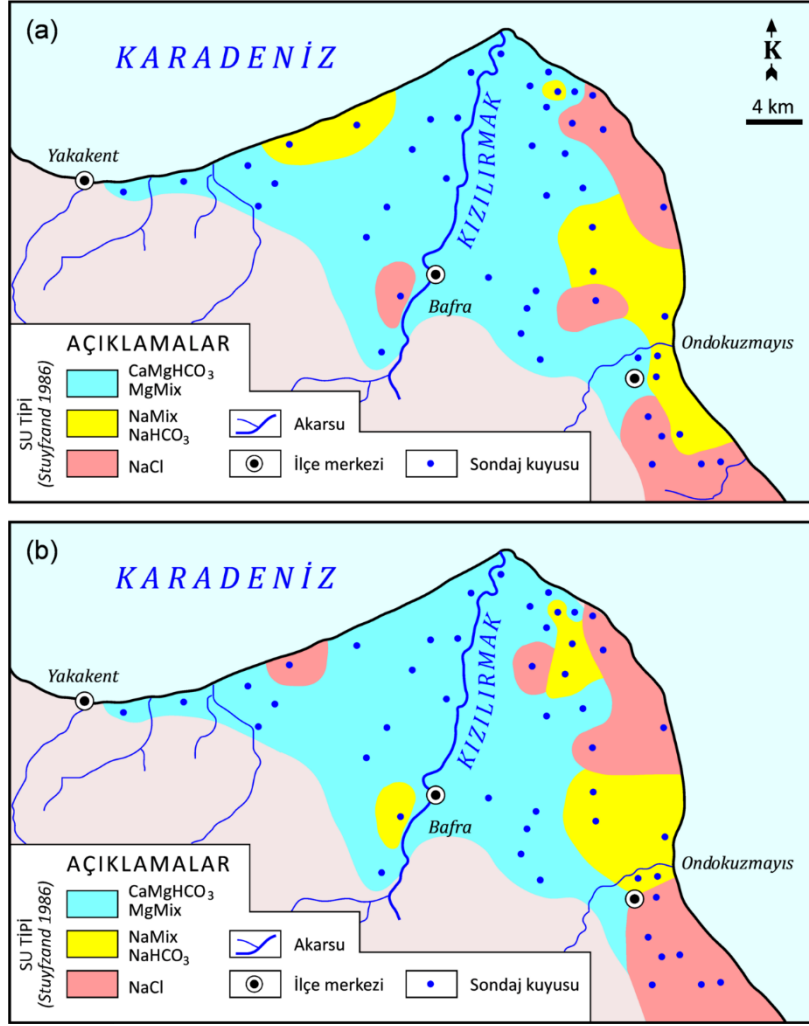 (a)
KARADENİZ
K
4 km
Yakakent
KIZILIRMAK
Bafra
Ondokuzmayıs
AÇIKLAMALAR
SU TİPİ
(Stuyfzand 1986)
CaMgHCO₃
MgMix
NaMix
NaHCO₃
NaCl
Akarsu
İlçe merkezi
Sondaj kuyusu
(b)
KARADENİZ
Yakakent
KIZILIRMAK
Bafra
Ondokuzmayıs
AÇIKLAMALAR
SU TİPİ
(Stuyfzand 1986)
CaMgHCO₃
MgMix
NaMix
NaHCO₃
NaCl
Akarsu
İlçe merkezi
Sondaj kuyusu